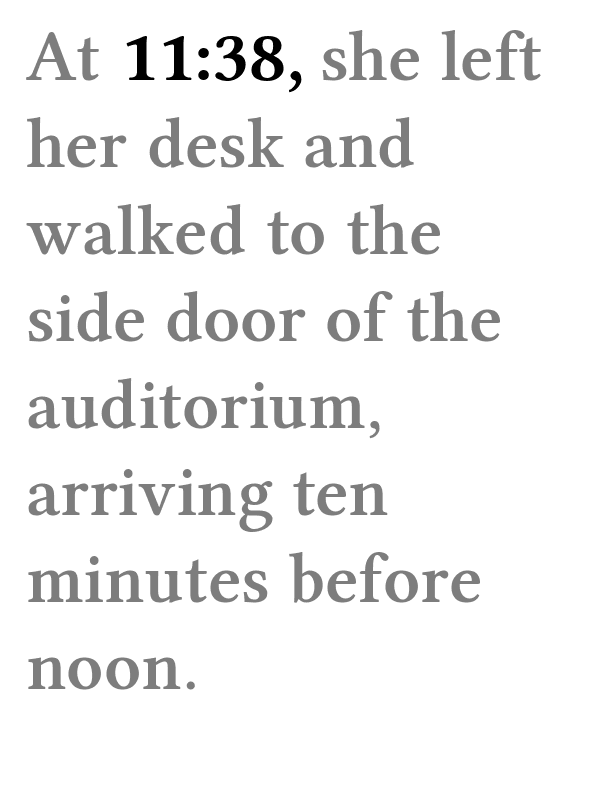 At 11:38, she left
her desk and
walked to the
side door of the
auditorium,
arriving ten
minutes before
noon.